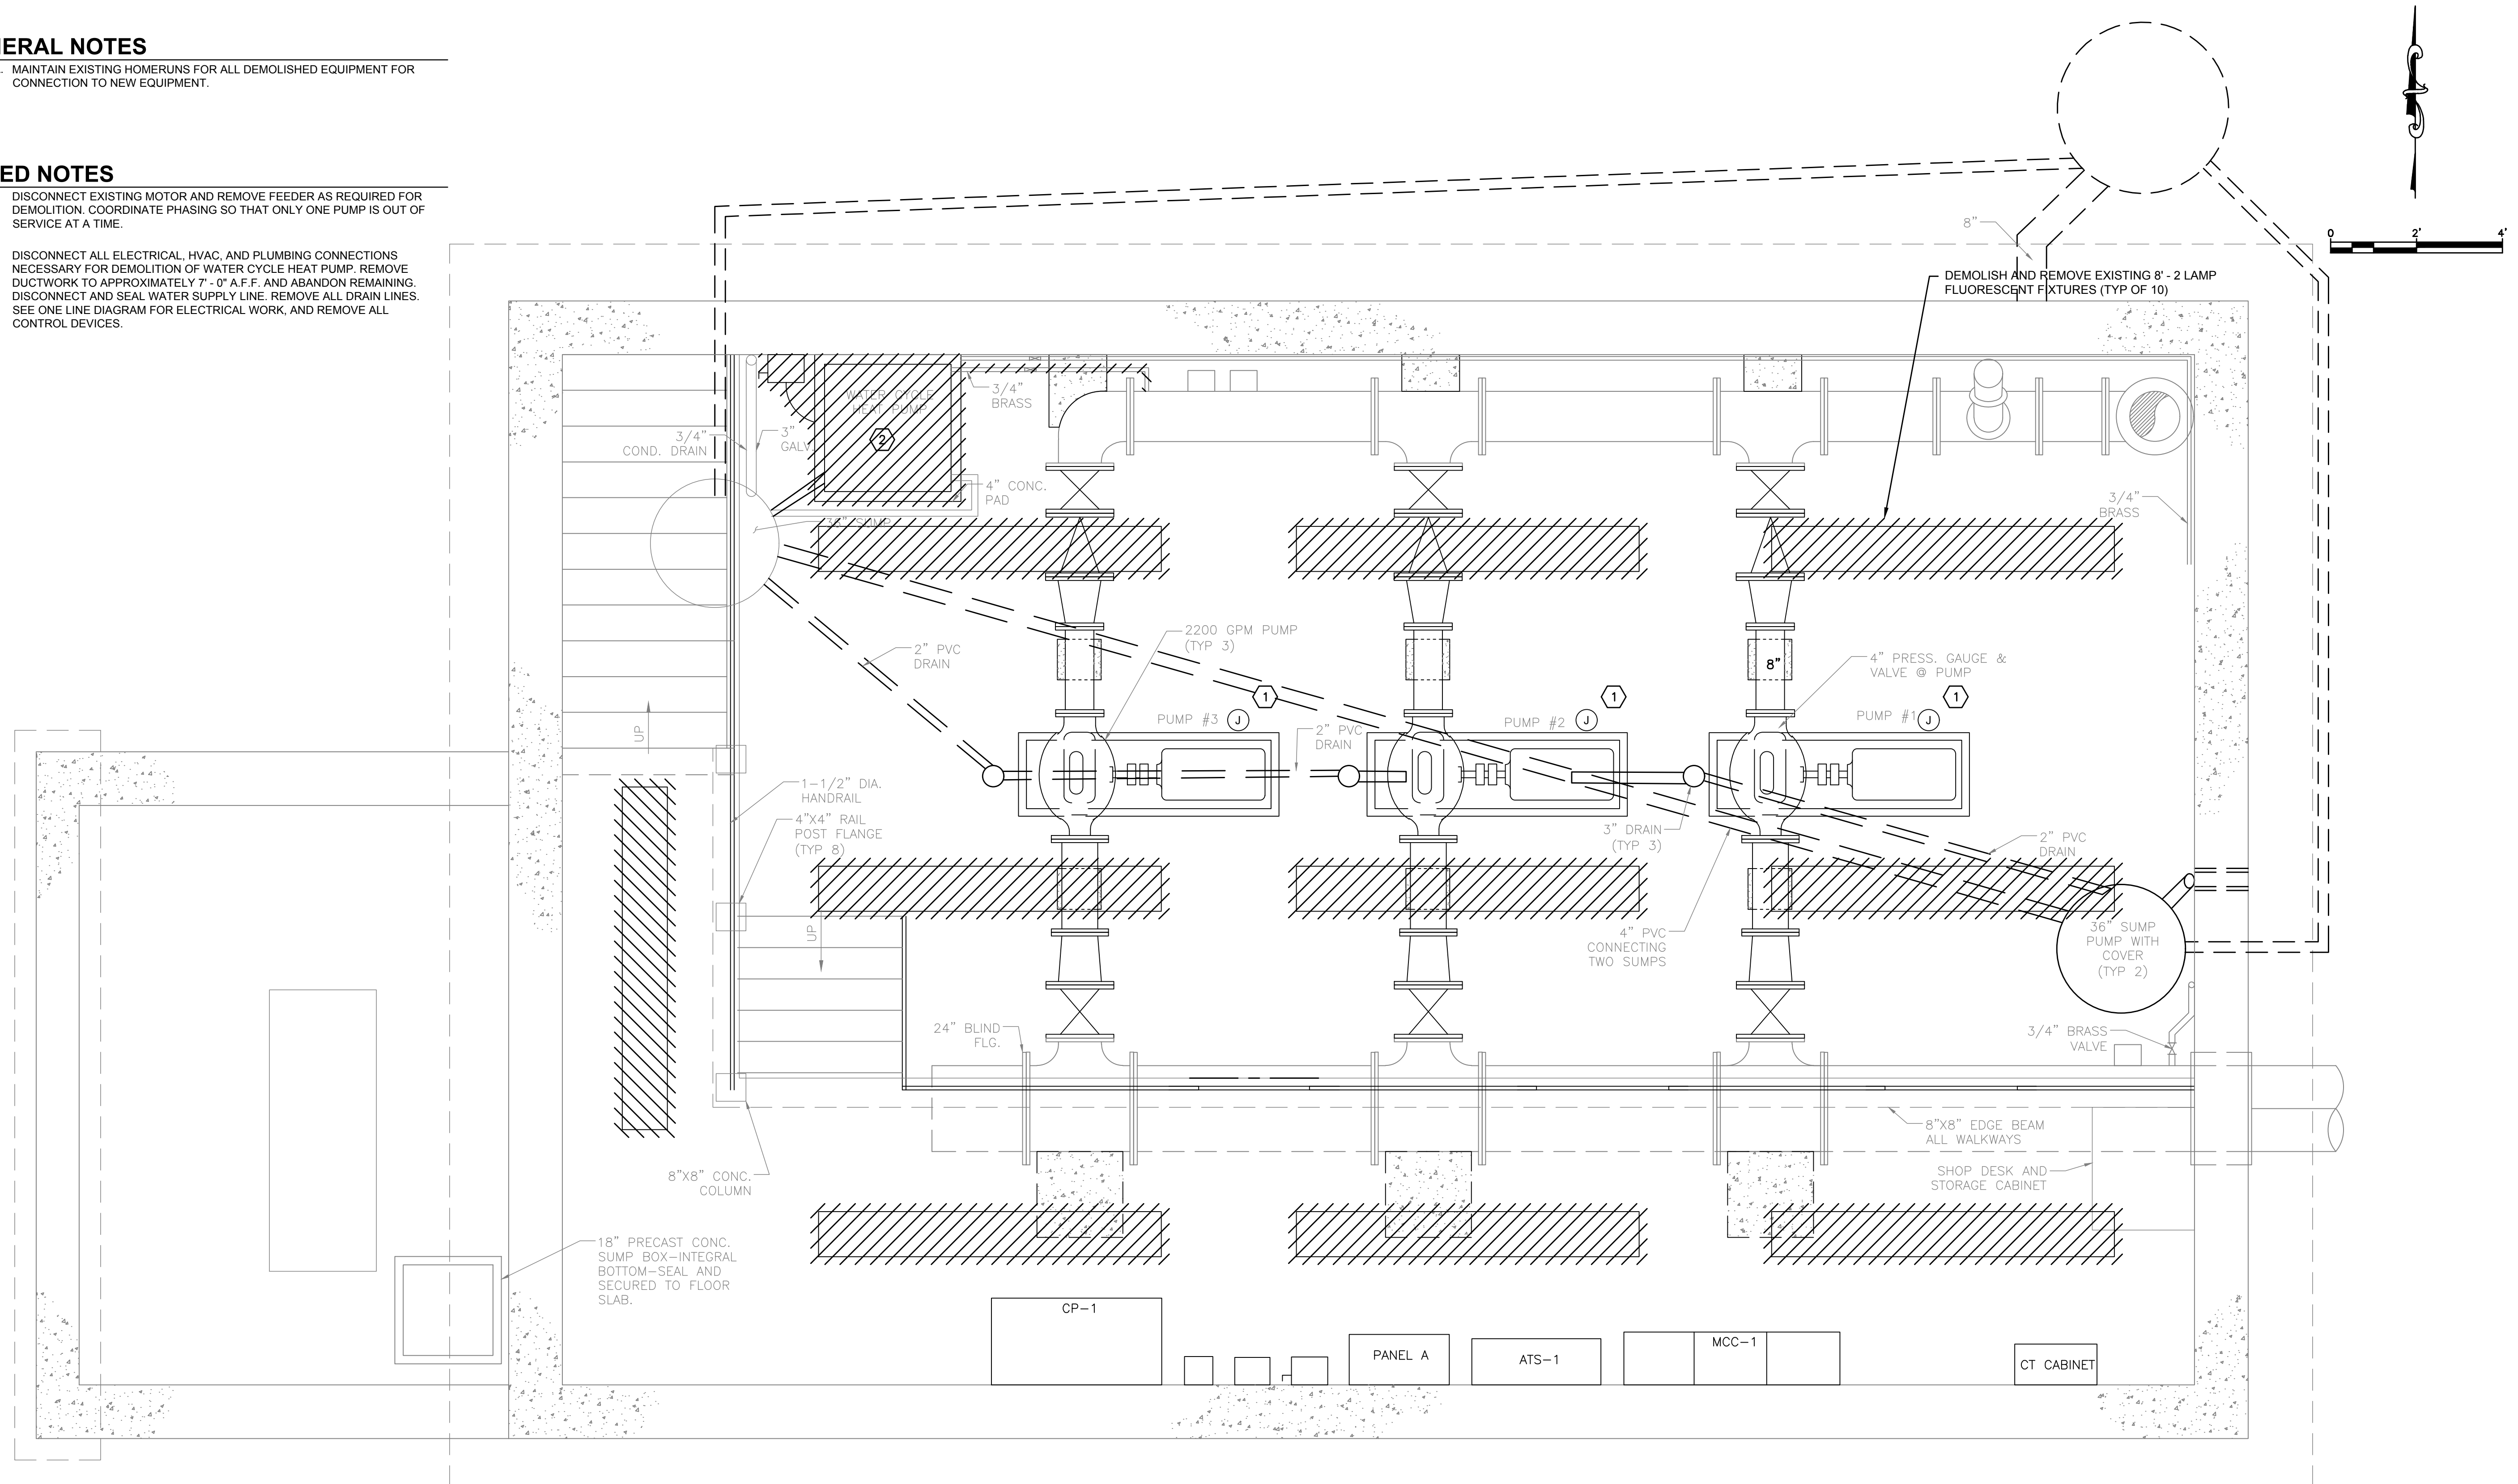 ERAL NOTES
MAINTAIN EXISTING HOMERUNS FOR ALL DEMOLISHED EQUIPMENT FOR
CONNECTION TO NEW EQUIPMENT.
ED NOTES
DISCONNECT EXISTING MOTOR AND REMOVE FEEDER AS REQUIRED FOR
DEMOLITION. COORDINATE PHASING SO THAT ONLY ONE PUMP IS OUT OF
SERVICE AT A TIME.
DISCONNECT ALL ELECTRICAL, HVAC, AND PLUMBING CONNECTIONS
NECESSARY FOR DEMOLITION OF WATER CYCLE HEAT PUMP. REMOVE
DUCTWORK TO APPROXIMATELY 7' - 0" A.F.F. AND ABANDON REMAINING.
DISCONNECT AND SEAL WATER SUPPLY LINE. REMOVE ALL DRAIN LINES.
SEE ONE LINE DIAGRAM FOR ELECTRICAL WORK, AND REMOVE ALL
CONTROL DEVICES.
8"
0 2' 4'
DEMOLISH AND REMOVE EXISTING 8' - 2 LAMP
FLUORESCENT FIXTURES (TYP OF 10)
WATER CYCLE
HEAT PUMP
2
3/4"
BRASS
3/4"
COND. DRAIN
3"
GALV
4" CONC.
PAD
36" SUMP
3/4"
BRASS
2200 GPM PUMP
(TYP 3)
2" PVC
DRAIN
8"
4" PRESS. GAUGE &
VALVE @ PUMP
1
1
1
PUMP #3 J
PUMP #2 J
PUMP #1 J
UP
2" PVC
DRAIN
1-1/2" DIA.
HANDRAIL
4"X4" RAIL
POST FLANGE
(TYP 8)
3" DRAIN
(TYP 3)
2" PVC
DRAIN
UP
4" PVC
CONNECTING
TWO SUMPS
36" SUMP
PUMP WITH
COVER
(TYP 2)
24" BLIND
FLG.
3/4" BRASS
VALVE
8"X8" EDGE BEAM
ALL WALKWAYS
8"X8" CONC.
COLUMN
SHOP DESK AND
STORAGE CABINET
18" PRECAST CONC.
SUMP BOX-INTEGRAL
BOTTOM-SEAL AND
SECURED TO FLOOR
SLAB.
CP-1
PANEL A
ATS-1
MCC-1
CT CABINET